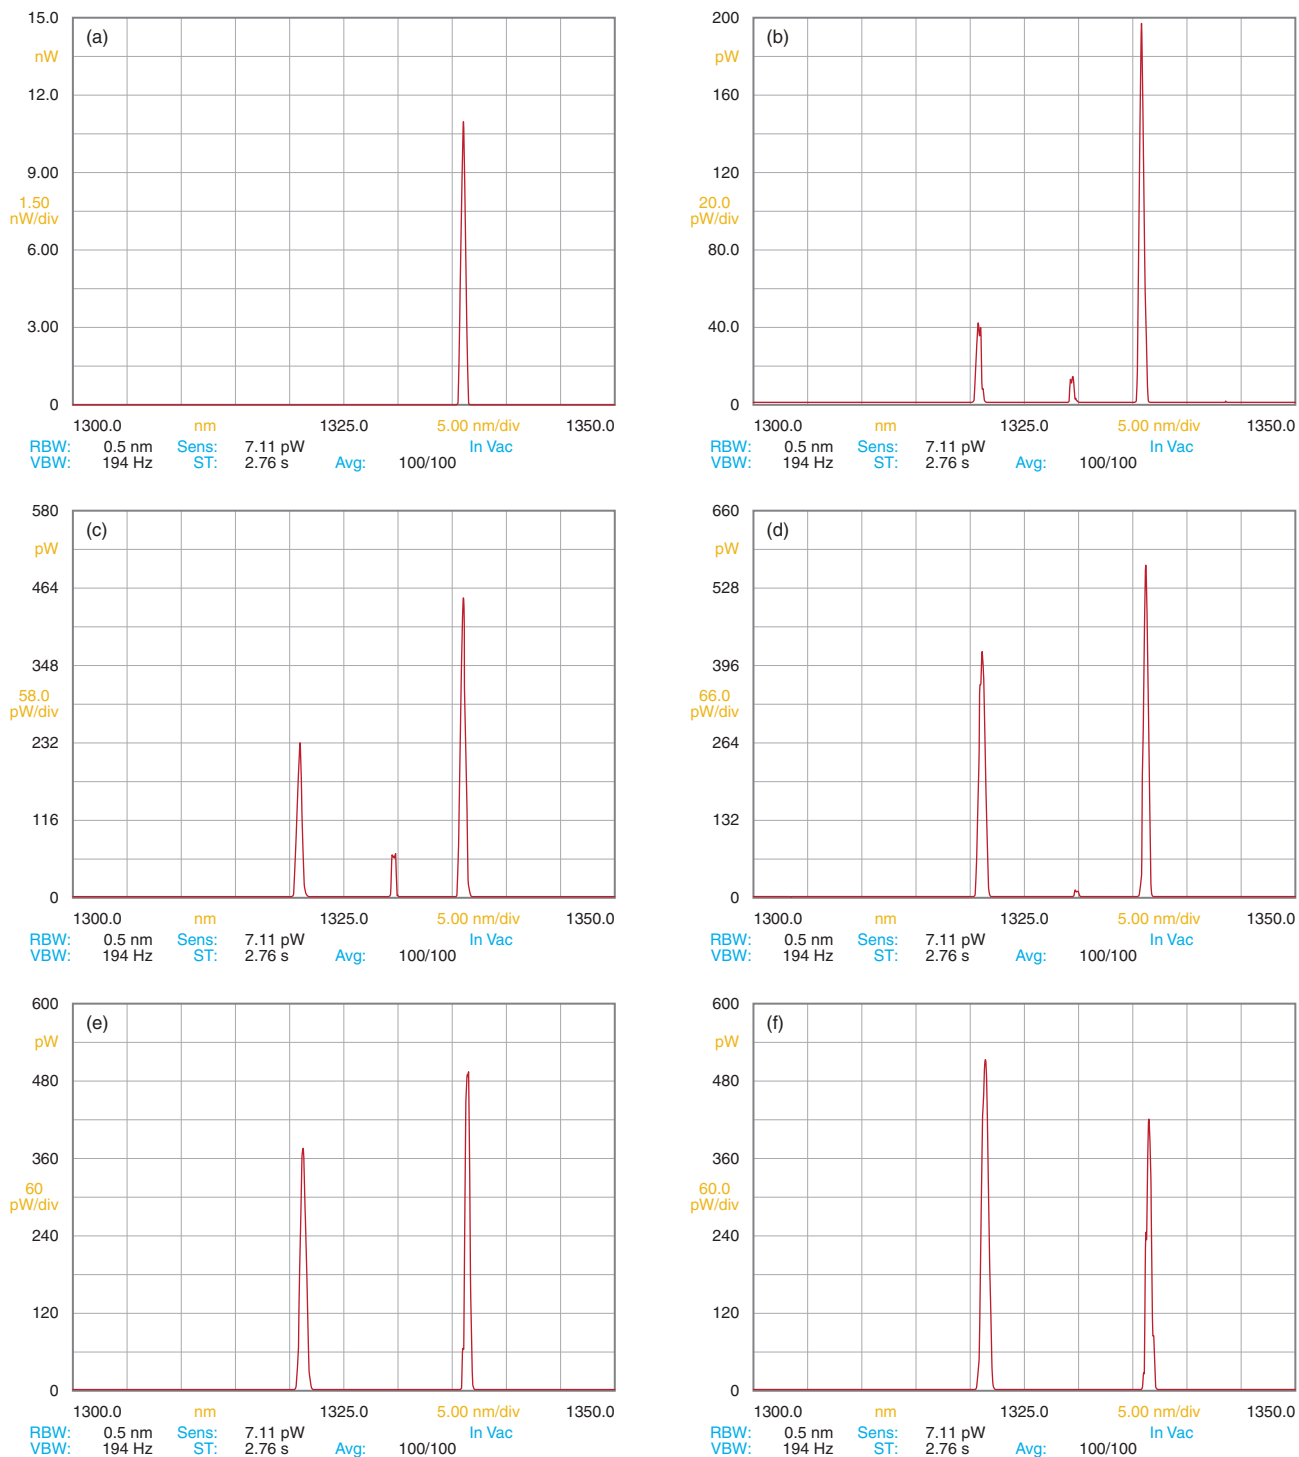 (a)
15.0
nW
12.0
9.00
1.50
nW/div
6.00
3.00
0
1300.0 nm 1325.0 5.00 nm/div 1350.0
RBW: 0.5 nm Sens: 7.11 pW In Vac
VBW: 194 Hz ST: 2.76 s Avg: 100/100
(b)
200
pW
160
120
20.0
pW/div
80.0
40.0
0
1300.0 nm 1325.0 5.00 nm/div 1350.0
RBW: 0.5 nm Sens: 7.11 pW In Vac
VBW: 194 Hz ST: 2.76 s Avg: 100/100
(c)
580
pW
464
348
58.0
pW/div
232
116
0
1300.0 nm 1325.0 5.00 nm/div 1350.0
RBW: 0.5 nm Sens: 7.11 pW In Vac
VBW: 194 Hz ST: 2.76 s Avg: 100/100
(d)
660
pW
528
396
66.0
pW/div
264
132
0
1300.0 nm 1325.0 5.00 nm/div 1350.0
RBW: 0.5 nm Sens: 7.11 pW In Vac
VBW: 194 Hz ST: 2.76 s Avg: 100/100
(e)
600
pW
480
360
60
pW/div
240
120
0
1300.0 nm 1325.0 5.00 nm/div 1350.0
RBW: 0.5 nm Sens: 7.11 pW In Vac
VBW: 194 Hz ST: 2.76 s Avg: 100/100
(f)
600
pW
480
360
60.0
pW/div
240
120
0
1300.0 nm 1325.0 5.00 nm/div 1350.0
RBW: 0.5 nm Sens: 7.11 pW In Vac
VBW: 194 Hz ST: 2.76 s Avg: 100/100